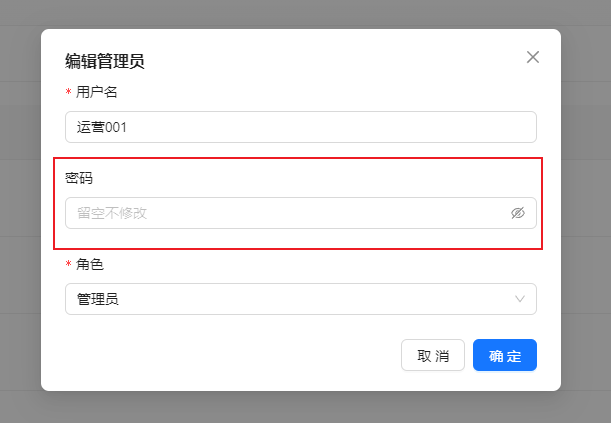 编辑管理员
* 用户名
运营001
密码
留空不修改
* 角色
管理员
取消 确定